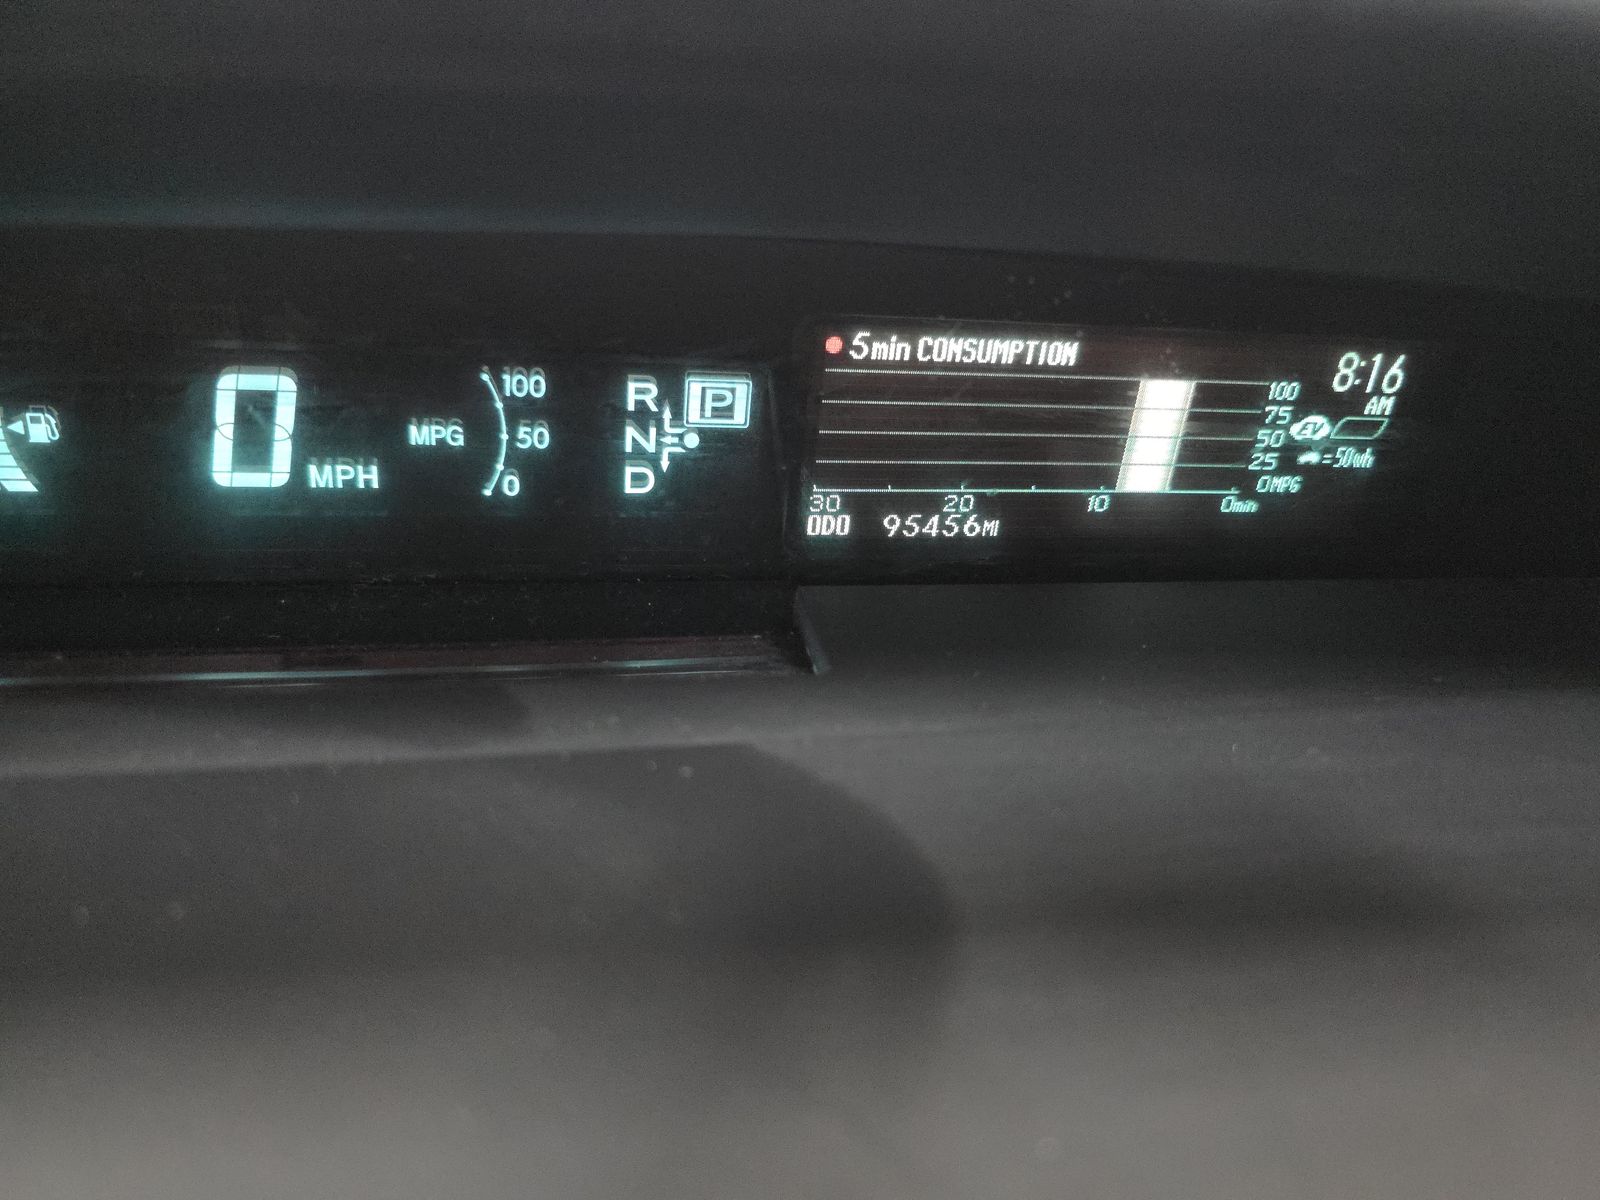 0 MPH
MPG
100
50
0
R P
N
D
5min CONSUMPTION
8:16
AM
100
75
50
25
0MPG
EV
=50Wh
30 20 10 0min
ODO 95456MI